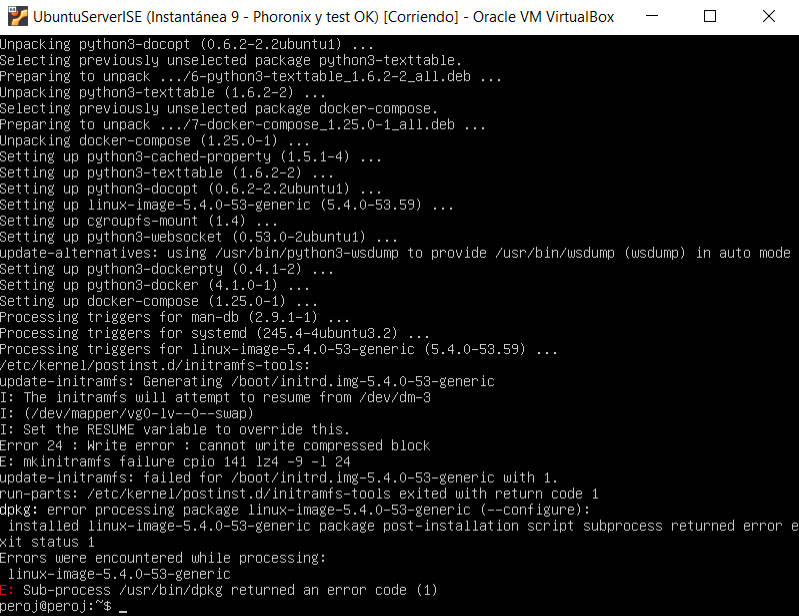 UbuntuServerISE (Instantánea 9 - Phoronix y test OK) [Corriendo] - Oracle VM VirtualBox
Unpacking python3-docopt (0.6.2-2.2ubuntu1) ...
Selecting previously unselected package python3-texttable.
Preparing to unpack .../6-python3-texttable_1.6.2-2_all.deb ...
Unpacking python3-texttable (1.6.2-2) ...
Selecting previously unselected package docker-compose.
Preparing to unpack .../7-docker-compose_1.25.0-1_all.deb ...
Unpacking docker-compose (1.25.0-1) ...
Setting up python3-cached-property (1.5.1-4) ...
Setting up python3-texttable (1.6.2-2) ...
Setting up python3-docopt (0.6.2-2.2ubuntu1) ...
Setting up linux-image-5.4.0-53-generic (5.4.0-53.59) ...
Setting up cgroupfs-mount (1.4) ...
Setting up python3-websocket (0.53.0-2ubuntu1) ...
update-alternatives: using /usr/bin/python3-wsdump to provide /usr/bin/wsdump (wsdump) in auto mode
Setting up python3-dockerpty (0.4.1-2) ...
Setting up python3-docker (4.1.0-1) ...
Setting up docker-compose (1.25.0-1) ...
Processing triggers for man-db (2.9.1-1) ...
Processing triggers for systemd (245.4-4ubuntu3.2) ...
Processing triggers for linux-image-5.4.0-53-generic (5.4.0-53.59) ...
/etc/kernel/postinst.d/initramfs-tools:
update-initramfs: Generating /boot/initrd.img-5.4.0-53-generic
I: The initramfs will attempt to resume from /dev/dm-3
I: (/dev/mapper/vg0-lv--0--swap)
I: Set the RESUME variable to override this.
Error 24 : Write error : cannot write compressed block
E: mkinitramfs failure cpio 141 lz4 -9 -l 24
update-initramfs: failed for /boot/initrd.img-5.4.0-53-generic with 1.
run-parts: /etc/kernel/postinst.d/initramfs-tools exited with return code 1
dpkg: error processing package linux-image-5.4.0-53-generic (--configure):
 installed linux-image-5.4.0-53-generic package post-installation script subprocess returned error e
xit status 1
Errors were encountered while processing:
 linux-image-5.4.0-53-generic
E: Sub-process /usr/bin/dpkg returned an error code (1)
peroj@peroj:~$ _